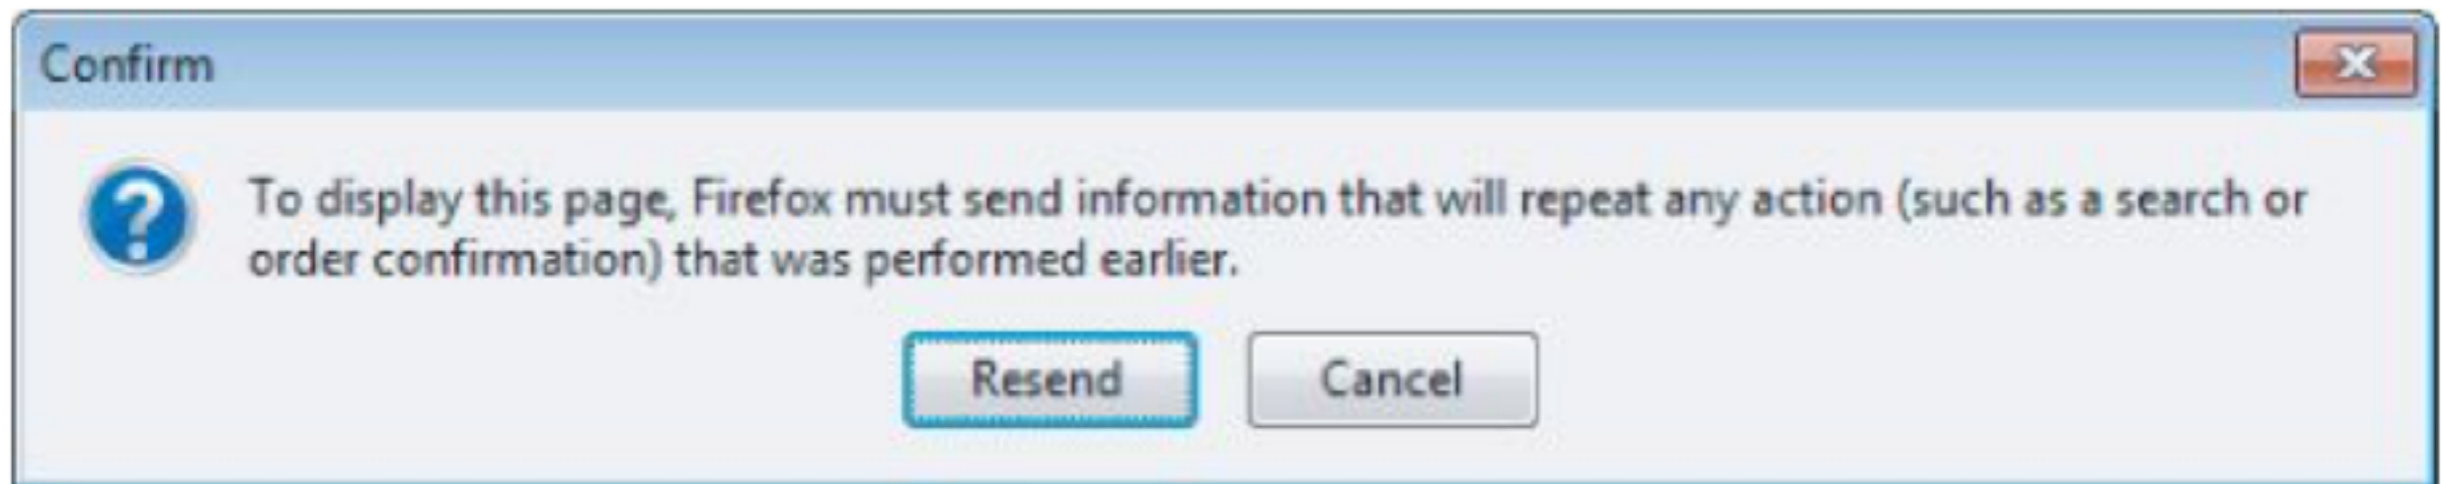 Confirm
To display this page, Firefox must send information that will repeat any action (such as a search or
order confirmation) that was performed earlier.
Resend Cancel